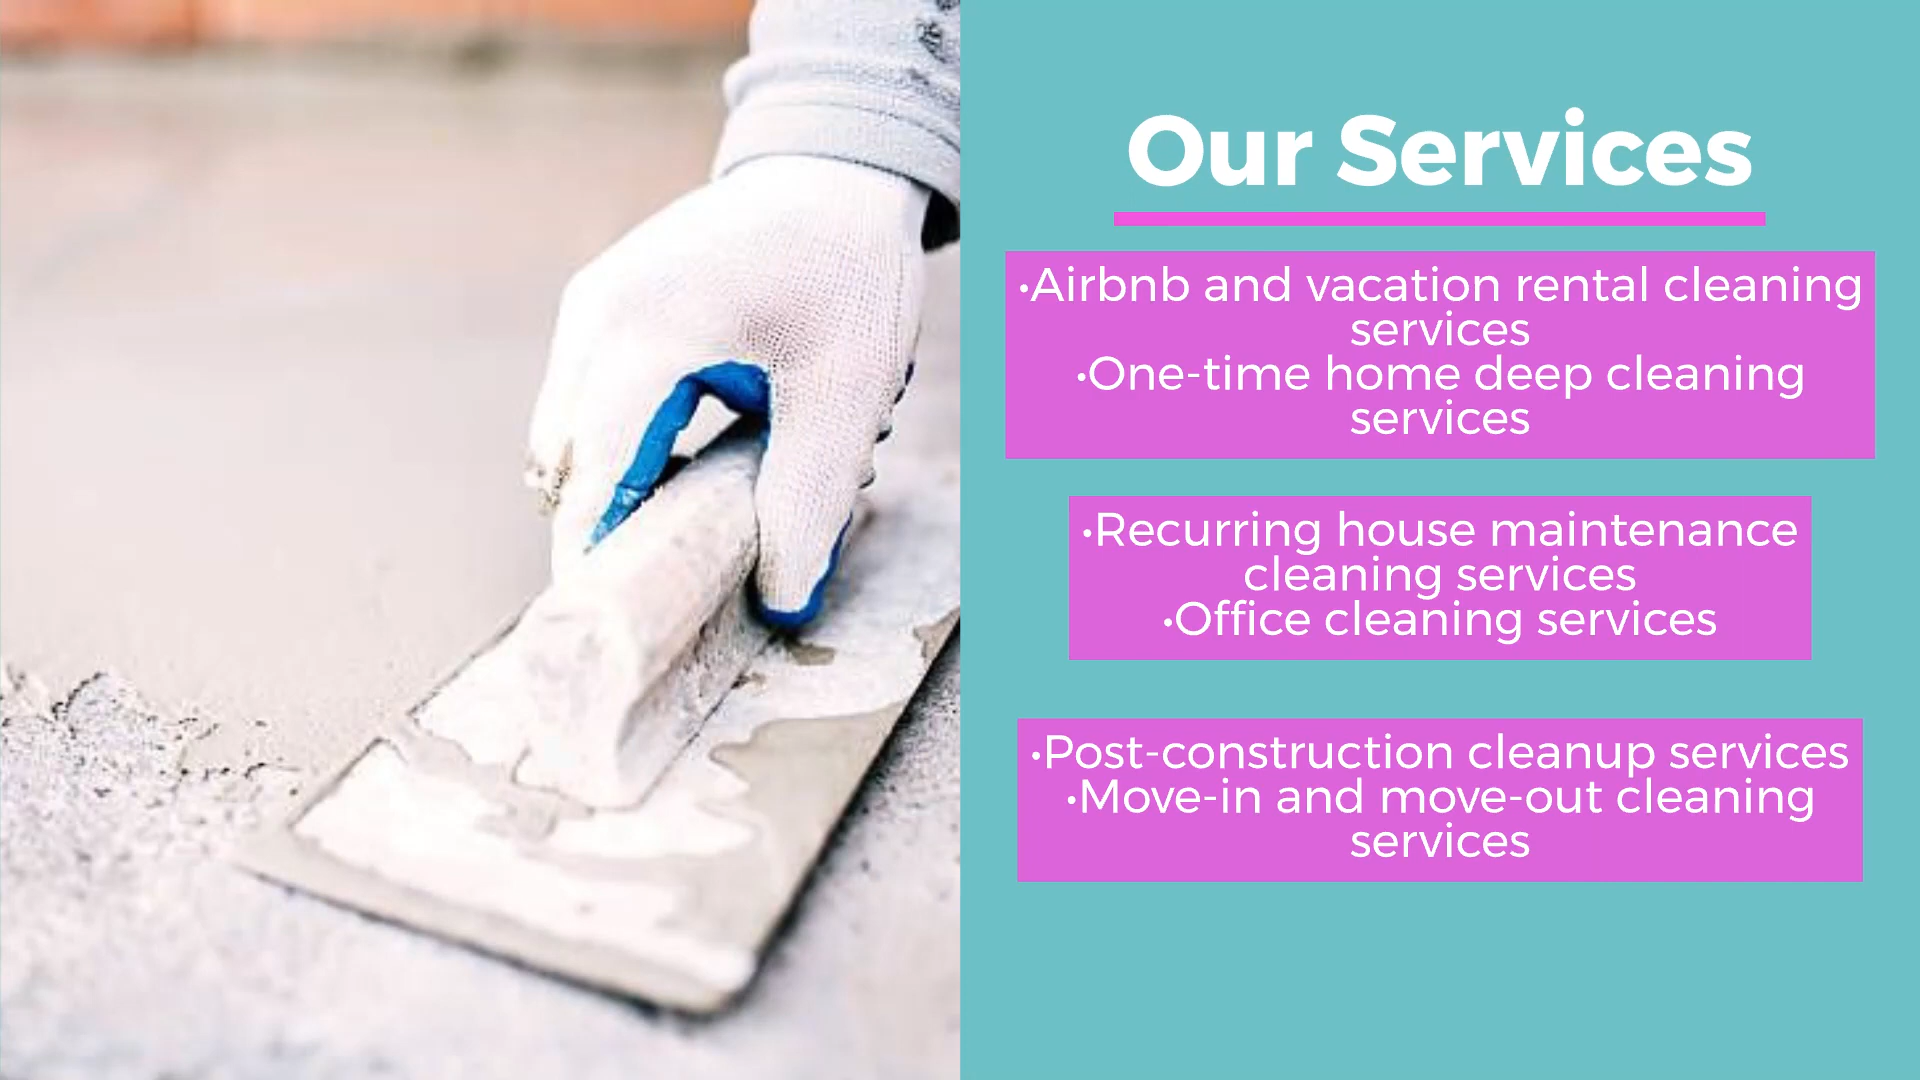 Our Services
•Airbnb and vacation rental cleaning
services
•One-time home deep cleaning
services
•Recurring house maintenance
cleaning services
•Office cleaning services
•Post-construction cleanup services
•Move-in and move-out cleaning
services